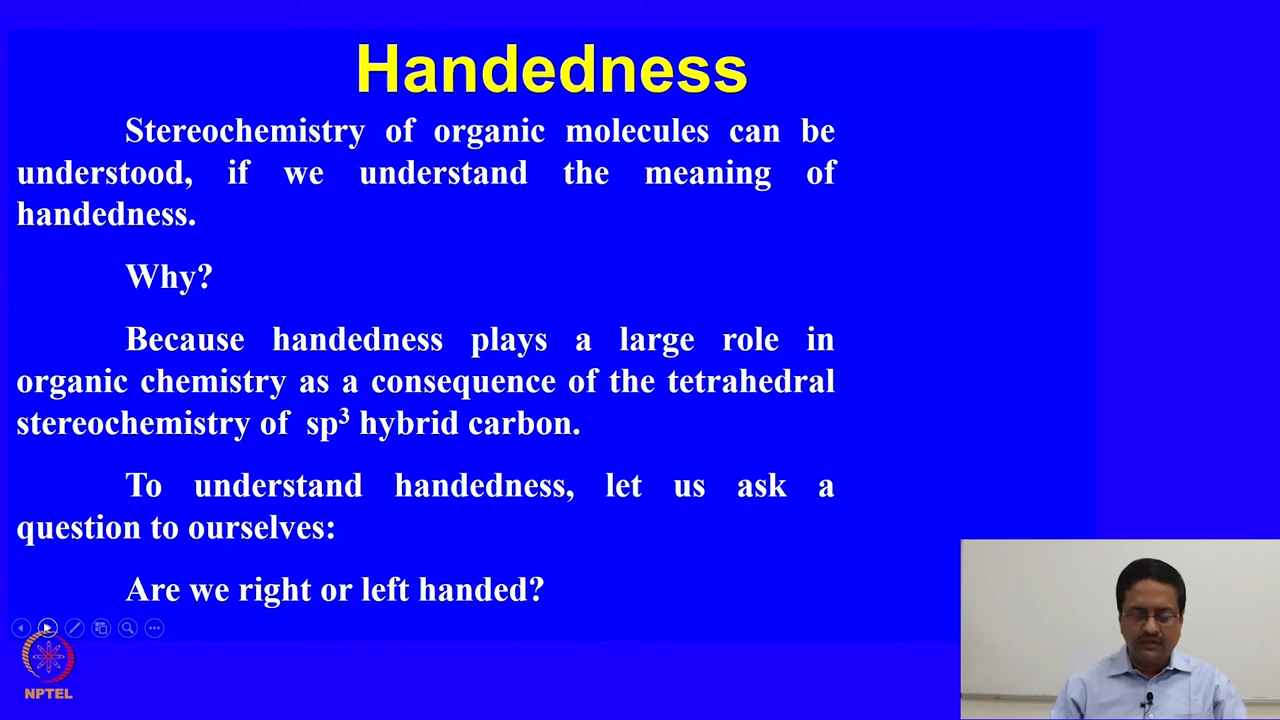 Handedness
Stereochemistry of organic molecules can be
understood, if we understand the meaning of
handedness.
Why?
Because handedness plays a large role in
organic chemistry as a consequence of the tetrahedral
stereochemistry of sp³ hybrid carbon.
To understand handedness, let us ask a
question to ourselves:
Are we right or left handed?
NPTEL